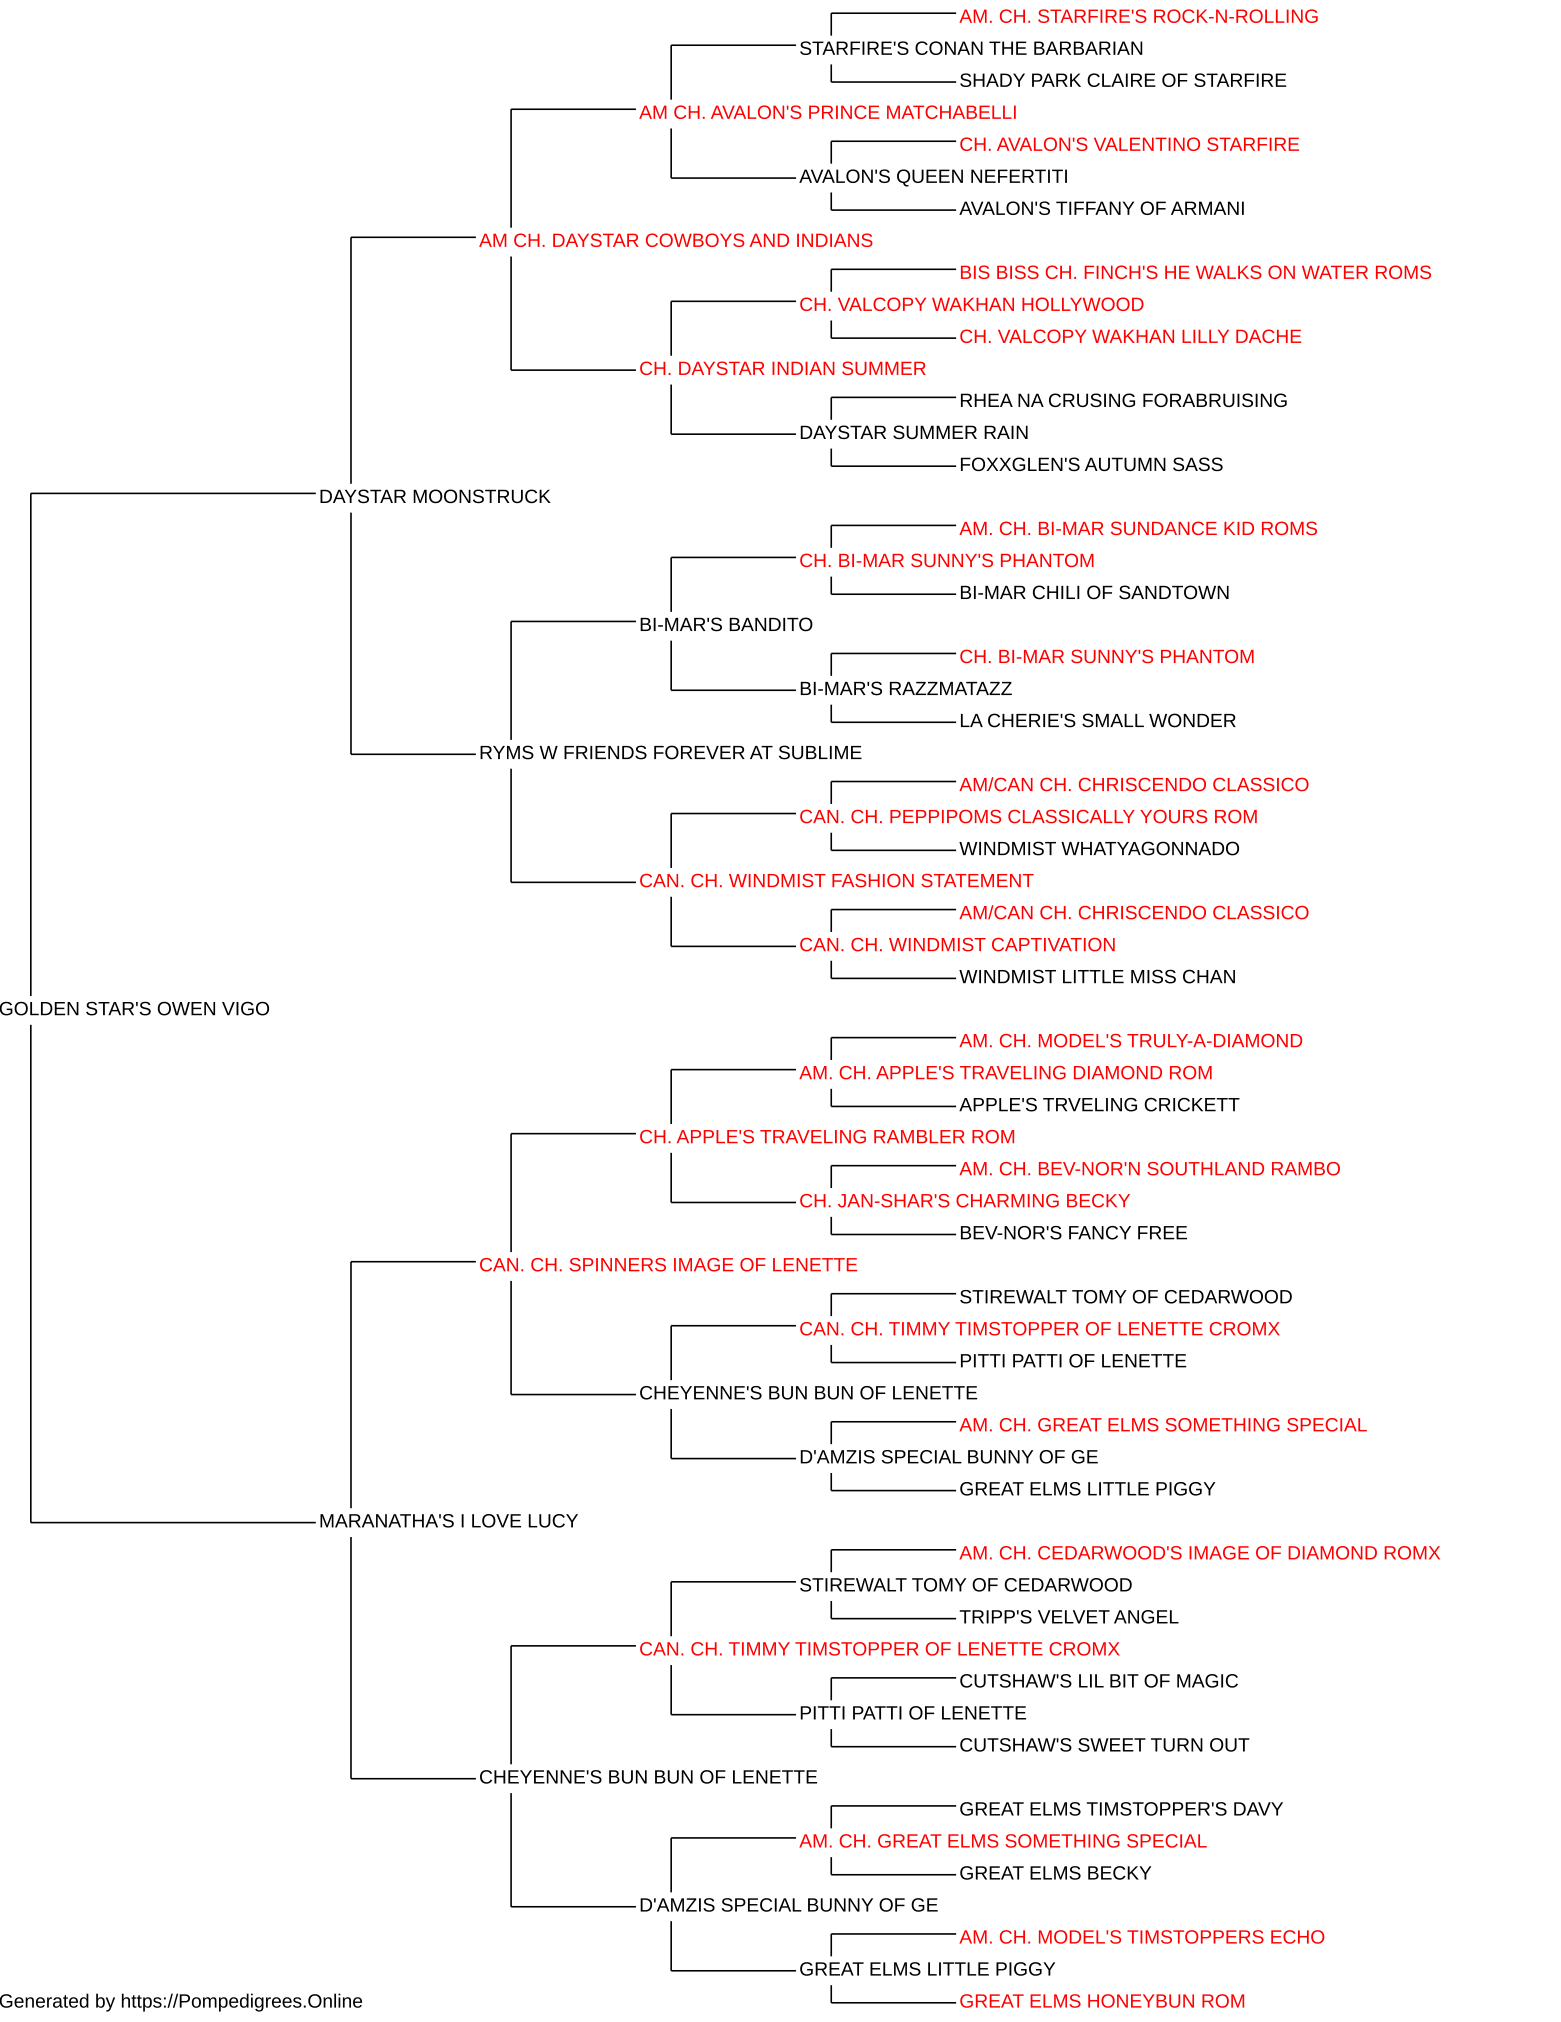 AM. CH. STARFIRE'S ROCK-N-ROLLING
STARFIRE'S CONAN THE BARBARIAN
SHADY PARK CLAIRE OF STARFIRE
AM CH. AVALON'S PRINCE MATCHABELLI
CH. AVALON'S VALENTINO STARFIRE
AVALON'S QUEEN NEFERTITI
AVALON'S TIFFANY OF ARMANI
AM CH. DAYSTAR COWBOYS AND INDIANS
BIS BISS CH. FINCH'S HE WALKS ON WATER ROMS
CH. VALCOPY WAKHAN HOLLYWOOD
CH. VALCOPY WAKHAN LILLY DACHE
CH. DAYSTAR INDIAN SUMMER
RHEA NA CRUSING FORABRUISING
DAYSTAR SUMMER RAIN
FOXXGLEN'S AUTUMN SASS
DAYSTAR MOONSTRUCK
AM. CH. BI-MAR SUNDANCE KID ROMS
CH. BI-MAR SUNNY'S PHANTOM
BI-MAR CHILI OF SANDTOWN
BI-MAR'S BANDITO
CH. BI-MAR SUNNY'S PHANTOM
BI-MAR'S RAZZMATAZZ
LA CHERIE'S SMALL WONDER
RYMS W FRIENDS FOREVER AT SUBLIME
AM/CAN CH. CHRISCENDO CLASSICO
CAN. CH. PEPPIPOMS CLASSICALLY YOURS ROM
WINDMIST WHATYAGONNADO
CAN. CH. WINDMIST FASHION STATEMENT
AM/CAN CH. CHRISCENDO CLASSICO
CAN. CH. WINDMIST CAPTIVATION
WINDMIST LITTLE MISS CHAN
GOLDEN STAR'S OWEN VIGO
AM. CH. MODEL'S TRULY-A-DIAMOND
AM. CH. APPLE'S TRAVELING DIAMOND ROM
APPLE'S TRVELING CRICKETT
CH. APPLE'S TRAVELING RAMBLER ROM
AM. CH. BEV-NOR'N SOUTHLAND RAMBO
CH. JAN-SHAR'S CHARMING BECKY
BEV-NOR'S FANCY FREE
CAN. CH. SPINNERS IMAGE OF LENETTE
STIREWALT TOMY OF CEDARWOOD
CAN. CH. TIMMY TIMSTOPPER OF LENETTE CROMX
PITTI PATTI OF LENETTE
CHEYENNE'S BUN BUN OF LENETTE
AM. CH. GREAT ELMS SOMETHING SPECIAL
D'AMZIS SPECIAL BUNNY OF GE
GREAT ELMS LITTLE PIGGY
MARANATHA'S I LOVE LUCY
AM. CH. CEDARWOOD'S IMAGE OF DIAMOND ROMX
STIREWALT TOMY OF CEDARWOOD
TRIPP'S VELVET ANGEL
CAN. CH. TIMMY TIMSTOPPER OF LENETTE CROMX
CUTSHAW'S LIL BIT OF MAGIC
PITTI PATTI OF LENETTE
CUTSHAW'S SWEET TURN OUT
CHEYENNE'S BUN BUN OF LENETTE
GREAT ELMS TIMSTOPPER'S DAVY
AM. CH. GREAT ELMS SOMETHING SPECIAL
GREAT ELMS BECKY
D'AMZIS SPECIAL BUNNY OF GE
AM. CH. MODEL'S TIMSTOPPERS ECHO
GREAT ELMS LITTLE PIGGY
GREAT ELMS HONEYBUN ROM
Generated by https://Pompedigrees.Online